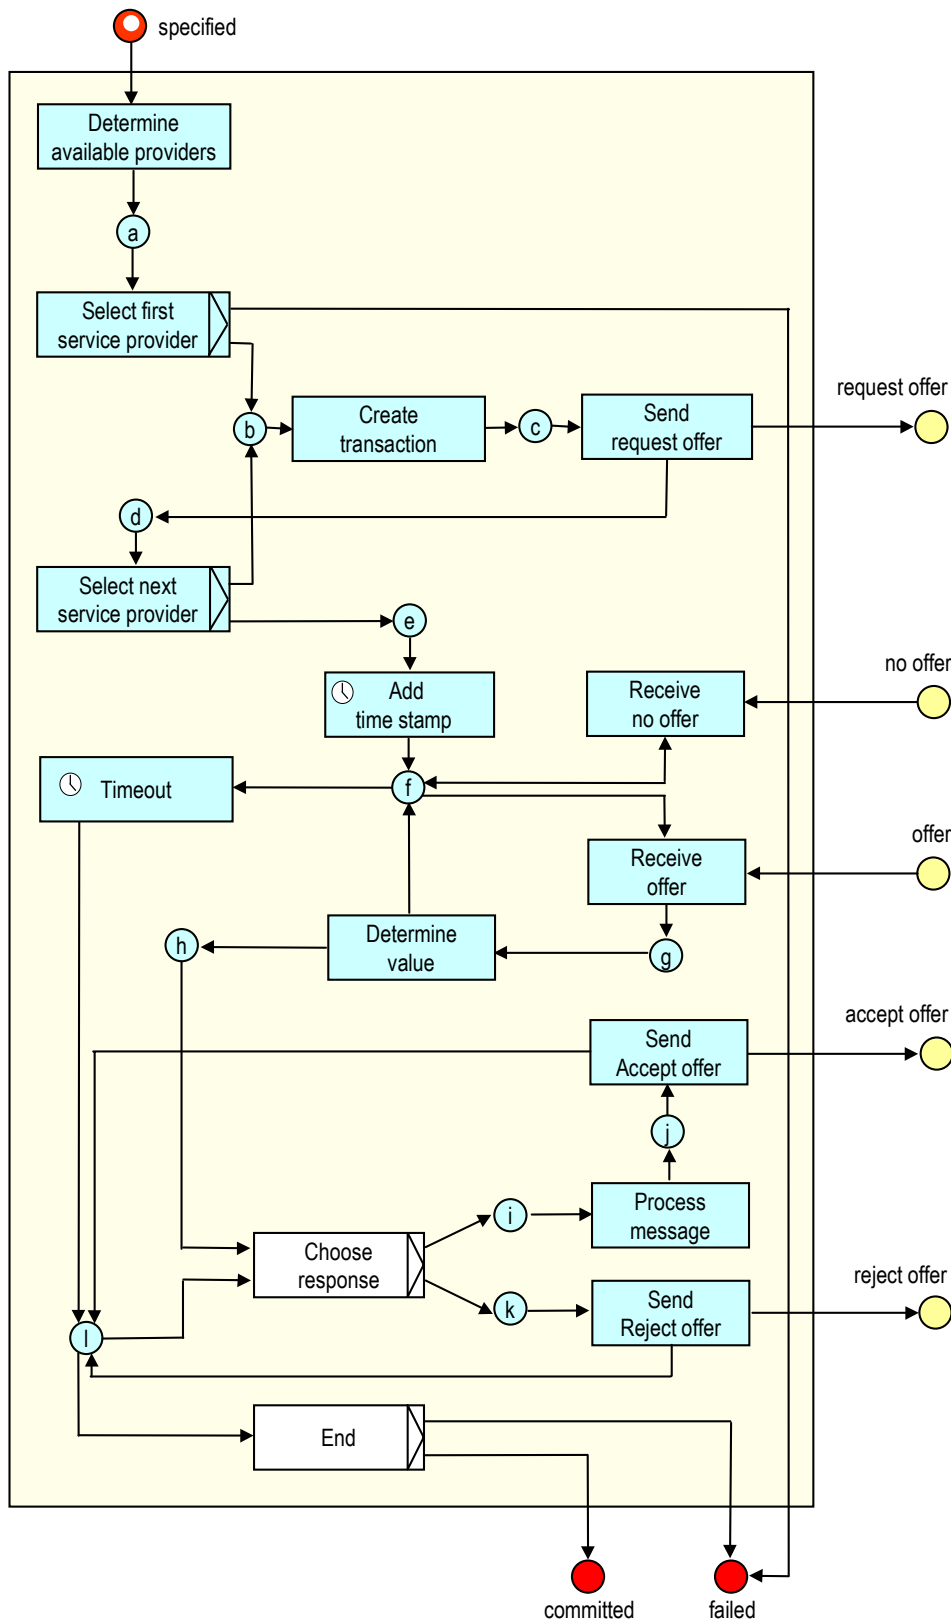 specified
Determine
available providers
a
Select first
service provider
request offer
b
Create
transaction
c
Send
request offer
d
Select next
service provider
e
no offer
Add
time stamp
Receive
no offer
Timeout
f
offer
Receive
offer
h
Determine
value
g
accept offer
Send
Accept offer
j
i
Process
message
Choose
response
reject offer
k
Send
Reject offer
l
End
committed
failed